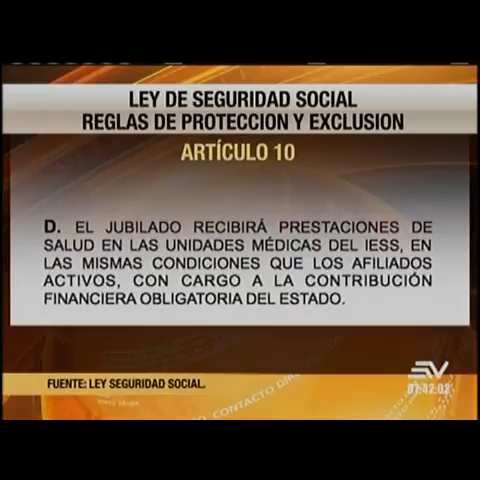 LEY DE SEGURIDAD SOCIAL
REGLAS DE PROTECCION Y EXCLUSION
ARTÍCULO 10
D. EL JUBILADO RECIBIRÁ PRESTACIONES DE
SALUD EN LAS UNIDADES MÉDICAS DEL IESS, EN
LAS MISMAS CONDICIONES QUE LOS AFILIADOS
ACTIVOS, CON CARGO A LA CONTRIBUCIÓN
FINANCIERA OBLIGATORIA DEL ESTADO.
FUENTE: LEY SEGURIDAD SOCIAL.
07:42:02
CONTACTO